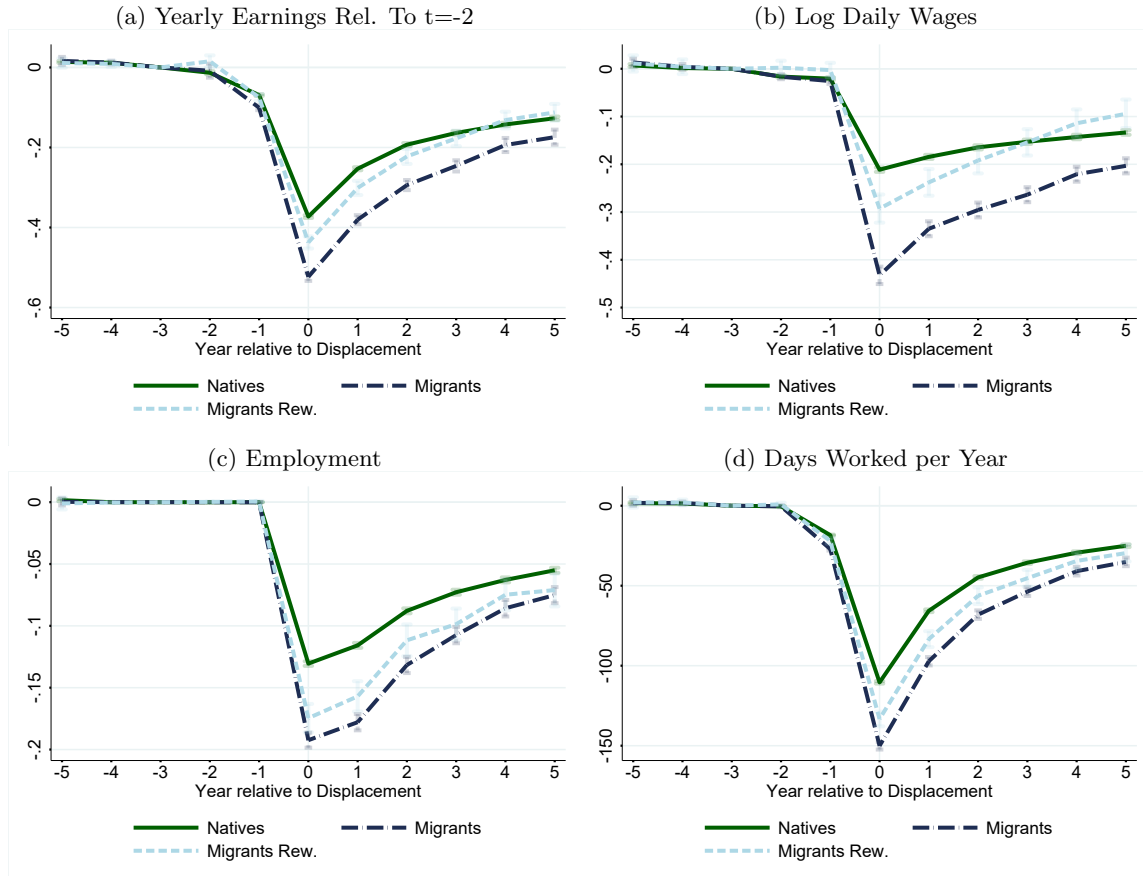 (a) Yearly Earnings Rel. To t=-2
0
-.2
-.4
-.6
-5 -4 -3 -2 -1 0 1 2 3 4 5
Year relative to Displacement
Natives Migrants
Migrants Rew.
(b) Log Daily Wages
0
-.1
-.2
-.3
-.4
-.5
-5 -4 -3 -2 -1 0 1 2 3 4 5
Year relative to Displacement
Natives Migrants
Migrants Rew.
(c) Employment
0
-.05
-.1
-.15
-.2
-5 -4 -3 -2 -1 0 1 2 3 4 5
Year relative to Displacement
Natives Migrants
Migrants Rew.
(d) Days Worked per Year
0
-50
-100
-150
-5 -4 -3 -2 -1 0 1 2 3 4 5
Year relative to Displacement
Natives Migrants
Migrants Rew.